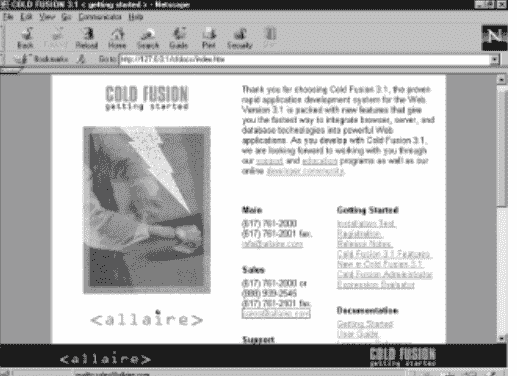 COLD FUSION 3.1 < getting started > - Netscape
File Edit View Go Communicator Help
Back Reload Home Search Guide Print Security
Bookmarks Go to: http://127.0.0.1/cfdocs/index.htm
COLD FUSION
getting started
Thank you for choosing Cold Fusion 3.1, the proven
rapid application development system for the Web.
Version 3.1 is packed with new features that give
you the fastest way to integrate browser, server, and
database technologies into powerful Web
applications. As you develop with Cold Fusion 3.1,
we are looking forward to working with you through
our support and education programs as well as our
online developer community.
Main
(617) 761-2000
(617) 761-2001 fax.
info@allaire.com
Sales
(617) 761-2000 or
(888) 939-2545
(617) 761-2101 fax.
sales@allaire.com
Support
Getting Started
Installation Test
Registration
Release Notes
Cold Fusion 3.1 Features
New in Cold Fusion 3.1
Cold Fusion Administrator
Expression Evaluator
Documentation
Getting Started
User Guide
<allaire>
<allaire>
COLD FUSION
getting started
mailto:sales@allaire.com